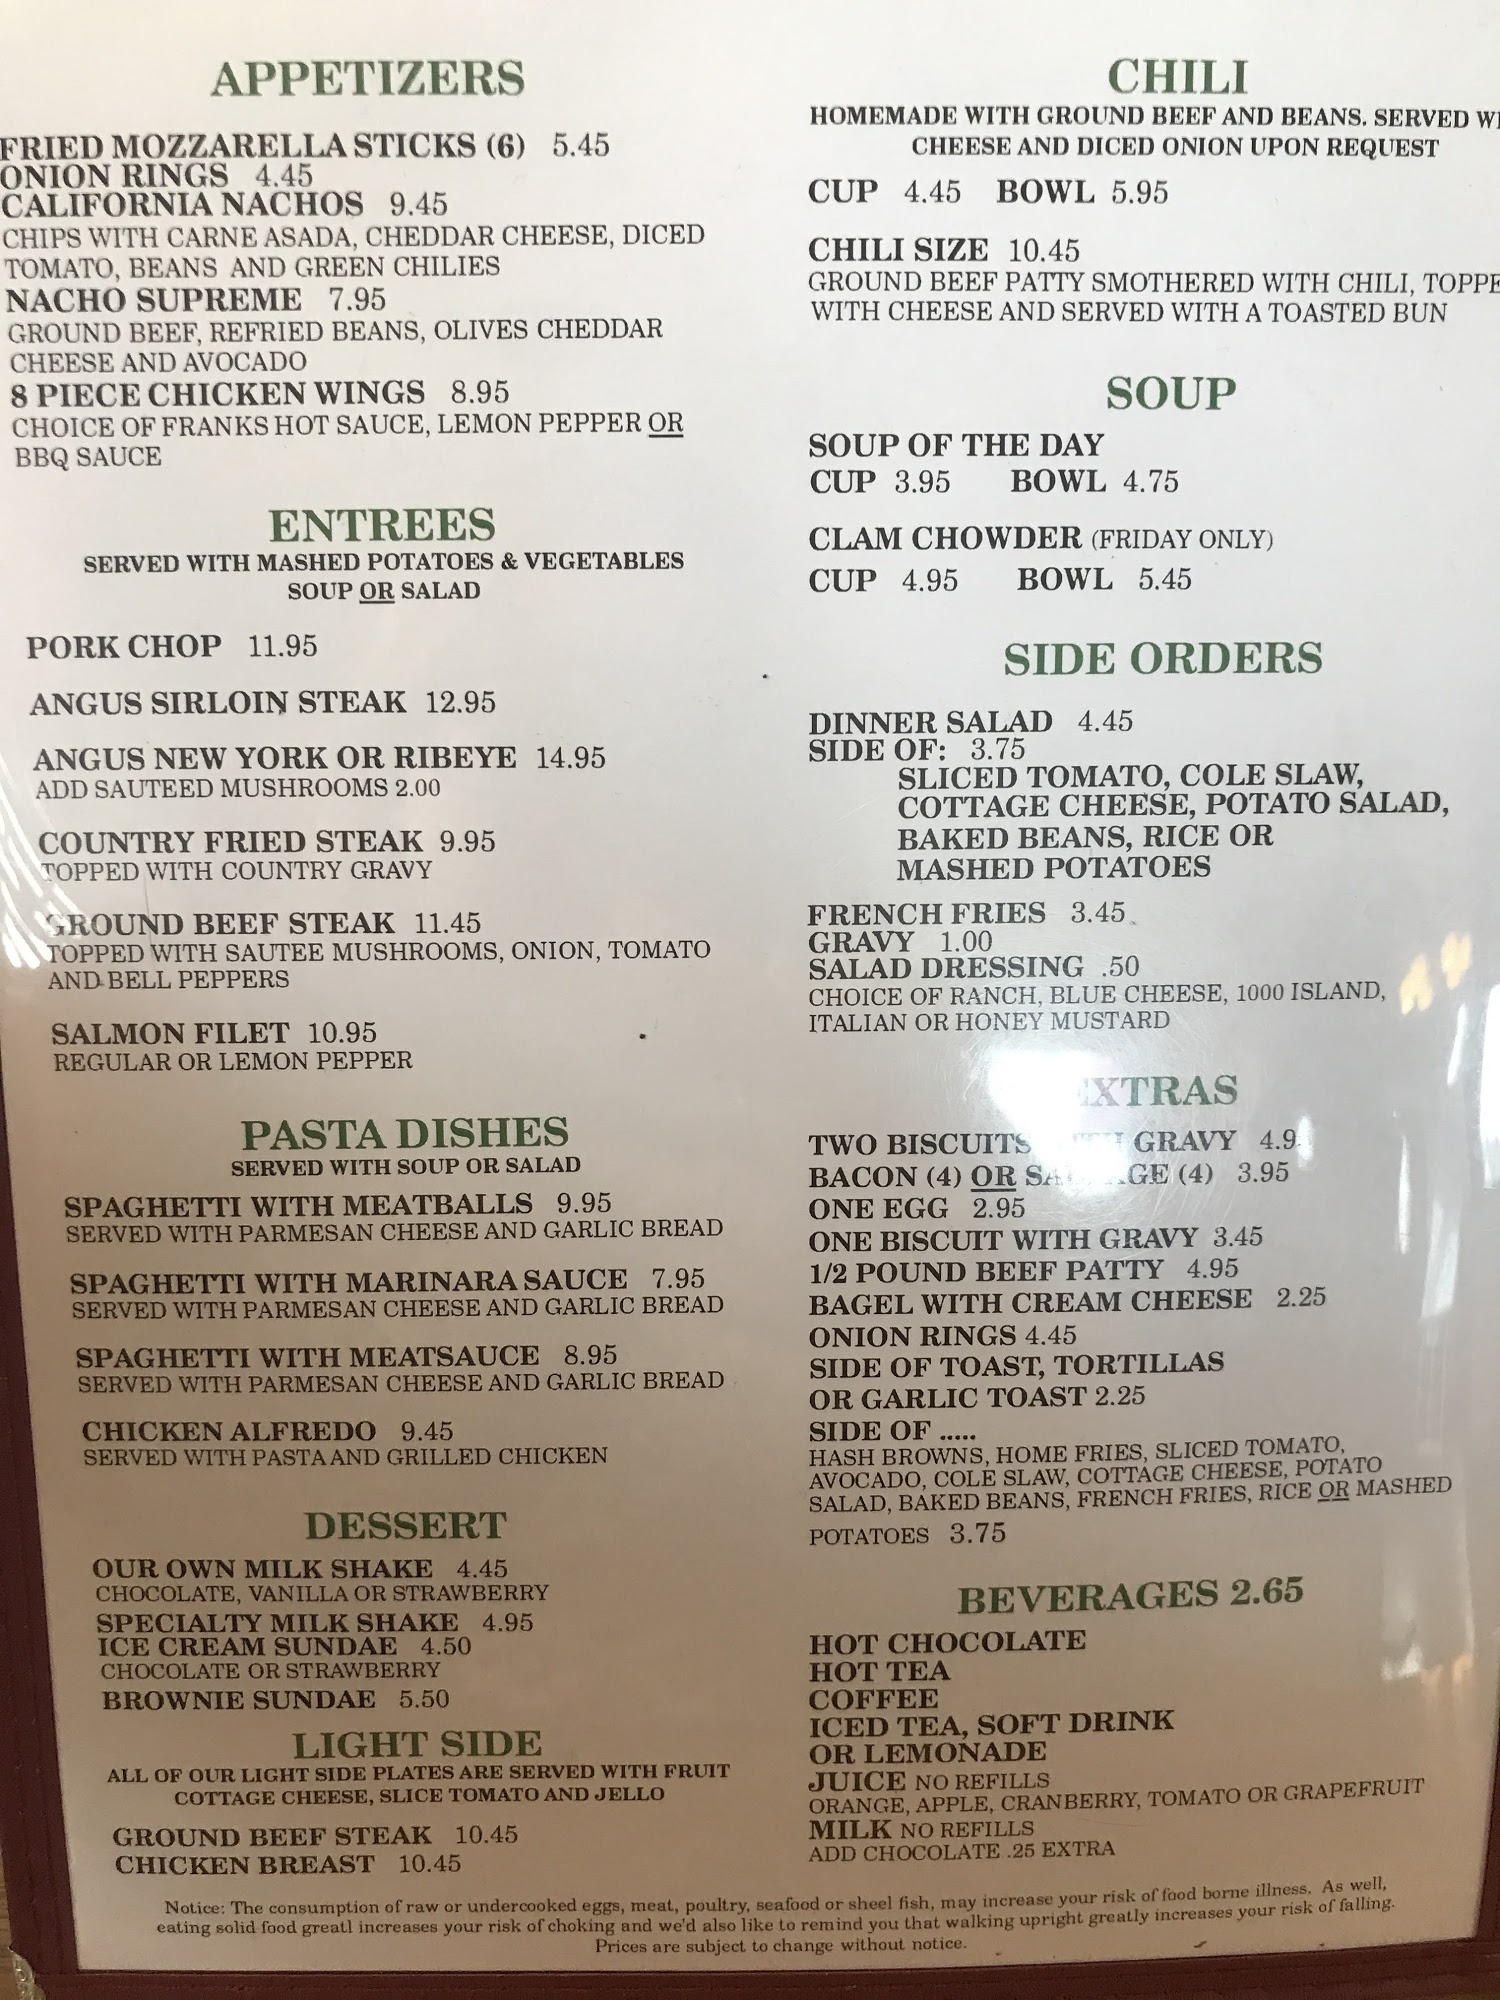 APPETIZERS
FRIED MOZZARELLA STICKS (6) 5.45
ONION RINGS 4.45
CALIFORNIA NACHOS 9.45
CHIPS WITH CARNE ASADA, CHEDDAR CHEESE, DICED
TOMATO, BEANS AND GREEN CHILIES
NACHO SUPREME 7.95
GROUND BEEF, REFRIED BEANS, OLIVES CHEDDAR
CHEESE AND AVOCADO
8 PIECE CHICKEN WINGS 8.95
CHOICE OF FRANKS HOT SAUCE, LEMON PEPPER OR
BBQ SAUCE
ENTREES
SERVED WITH MASHED POTATOES & VEGETABLES
SOUP OR SALAD
PORK CHOP 11.95
ANGUS SIRLOIN STEAK 12.95
ANGUS NEW YORK OR RIBEYE 14.95
ADD SAUTEED MUSHROOMS 2.00
COUNTRY FRIED STEAK 9.95
TOPPED WITH COUNTRY GRAVY
GROUND BEEF STEAK 11.45
TOPPED WITH SAUTEE MUSHROOMS, ONION, TOMATO
AND BELL PEPPERS
SALMON FILET 10.95
REGULAR OR LEMON PEPPER
PASTA DISHES
SERVED WITH SOUP OR SALAD
SPAGHETTI WITH MEATBALLS 9.95
SERVED WITH PARMESAN CHEESE AND GARLIC BREAD
SPAGHETTI WITH MARINARA SAUCE 7.95
SERVED WITH PARMESAN CHEESE AND GARLIC BREAD
SPAGHETTI WITH MEATSAUCE 8.95
SERVED WITH PARMESAN CHEESE AND GARLIC BREAD
CHICKEN ALFREDO 9.45
SERVED WITH PASTA AND GRILLED CHICKEN
DESSERT
OUR OWN MILK SHAKE 4.45
CHOCOLATE, VANILLA OR STRAWBERRY
SPECIALTY MILK SHAKE 4.95
ICE CREAM SUNDAE 4.50
CHOCOLATE OR STRAWBERRY
BROWNIE SUNDAE 5.50
LIGHT SIDE
ALL OF OUR LIGHT SIDE PLATES ARE SERVED WITH FRUIT
COTTAGE CHEESE, SLICE TOMATO AND JELLO
GROUND BEEF STEAK 10.45
CHICKEN BREAST 10.45
CHILI
HOMEMADE WITH GROUND BEEF AND BEANS. SERVED
CHEESE AND DICED ONION UPON REQUEST
CUP 4.45 BOWL 5.95
CHILI SIZE 10.45
GROUND BEEF PATTY SMOTHERED WITH CHILI, TOPPE
WITH CHEESE AND SERVED WITH A TOASTED BUN
SOUP
SOUP OF THE DAY
CUP 3.95 BOWL 4.75
CLAM CHOWDER (FRIDAY ONLY)
CUP 4.95 BOWL 5.45
SIDE ORDERS
DINNER SALAD 4.45
SIDE OF: 3.75
SLICED TOMATO, COLE SLAW,
COTTAGE CHEESE, POTATO SALAD,
BAKED BEANS, RICE OR
MASHED POTATOES
FRENCH FRIES 3.45
GRAVY 1.00
SALAD DRESSING .50
CHOICE OF RANCH, BLUE CHEESE, 1000 ISLAND,
ITALIAN OR HONEY MUSTARD
EXTRAS
TWO BISCUITS WITH GRAVY
BACON (4) OR SAUSAGE (4) 3.95
ONE EGG 2.95
ONE BISCUIT WITH GRAVY 3.45
1/2 POUND BEEF PATTY 4.95
BAGEL WITH CREAM CHEESE 2.25
ONION RINGS 4.45
SIDE OF TOAST, TORTILLAS
OR GARLIC TOAST 2.25
SIDE OF .....
HASH BROWNS, HOME FRIES, SLICED TOMATO,
AVOCADO, COLE SLAW, COTTAGE CHEESE, POTATO
SALAD, BAKED BEANS, FRENCH FRIES, RICE OR MASHED
POTATOES 3.75
BEVERAGES 2.65
HOT CHOCOLATE
HOT TEA
COFFEE
ICED TEA, SOFT DRINK
OR LEMONADE
JUICE NO REFILLS
ORANGE, APPLE, CRANBERRY, TOMATO OR GRAPEFRUIT
MILK NO REFILLS
ADD CHOCOLATE .25 EXTRA
Notice: The consumption of raw or undercooked eggs, meat, poultry, seafood or sheel fish, may increase your risk of food borne illness. As well,
eating solid food greatl increases your risk of choking and we'd also like to remind you that walking upright greatly increases your risk of falling.
Prices are subject to change without notice.